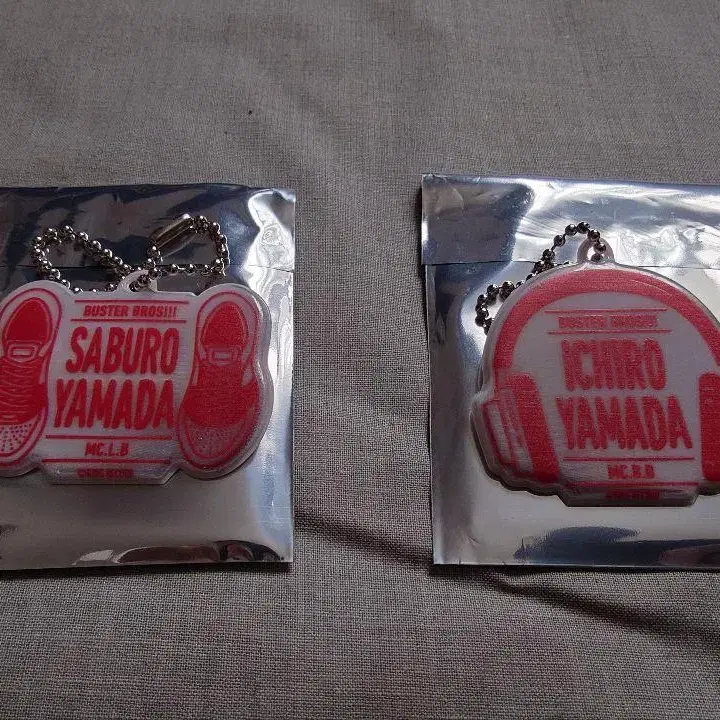 BUSTER BROS!!!
SABURO
YAMADA
MC.L.B
BUSTER BROS!!!
ICHIRO
YAMADA
MC.B.B